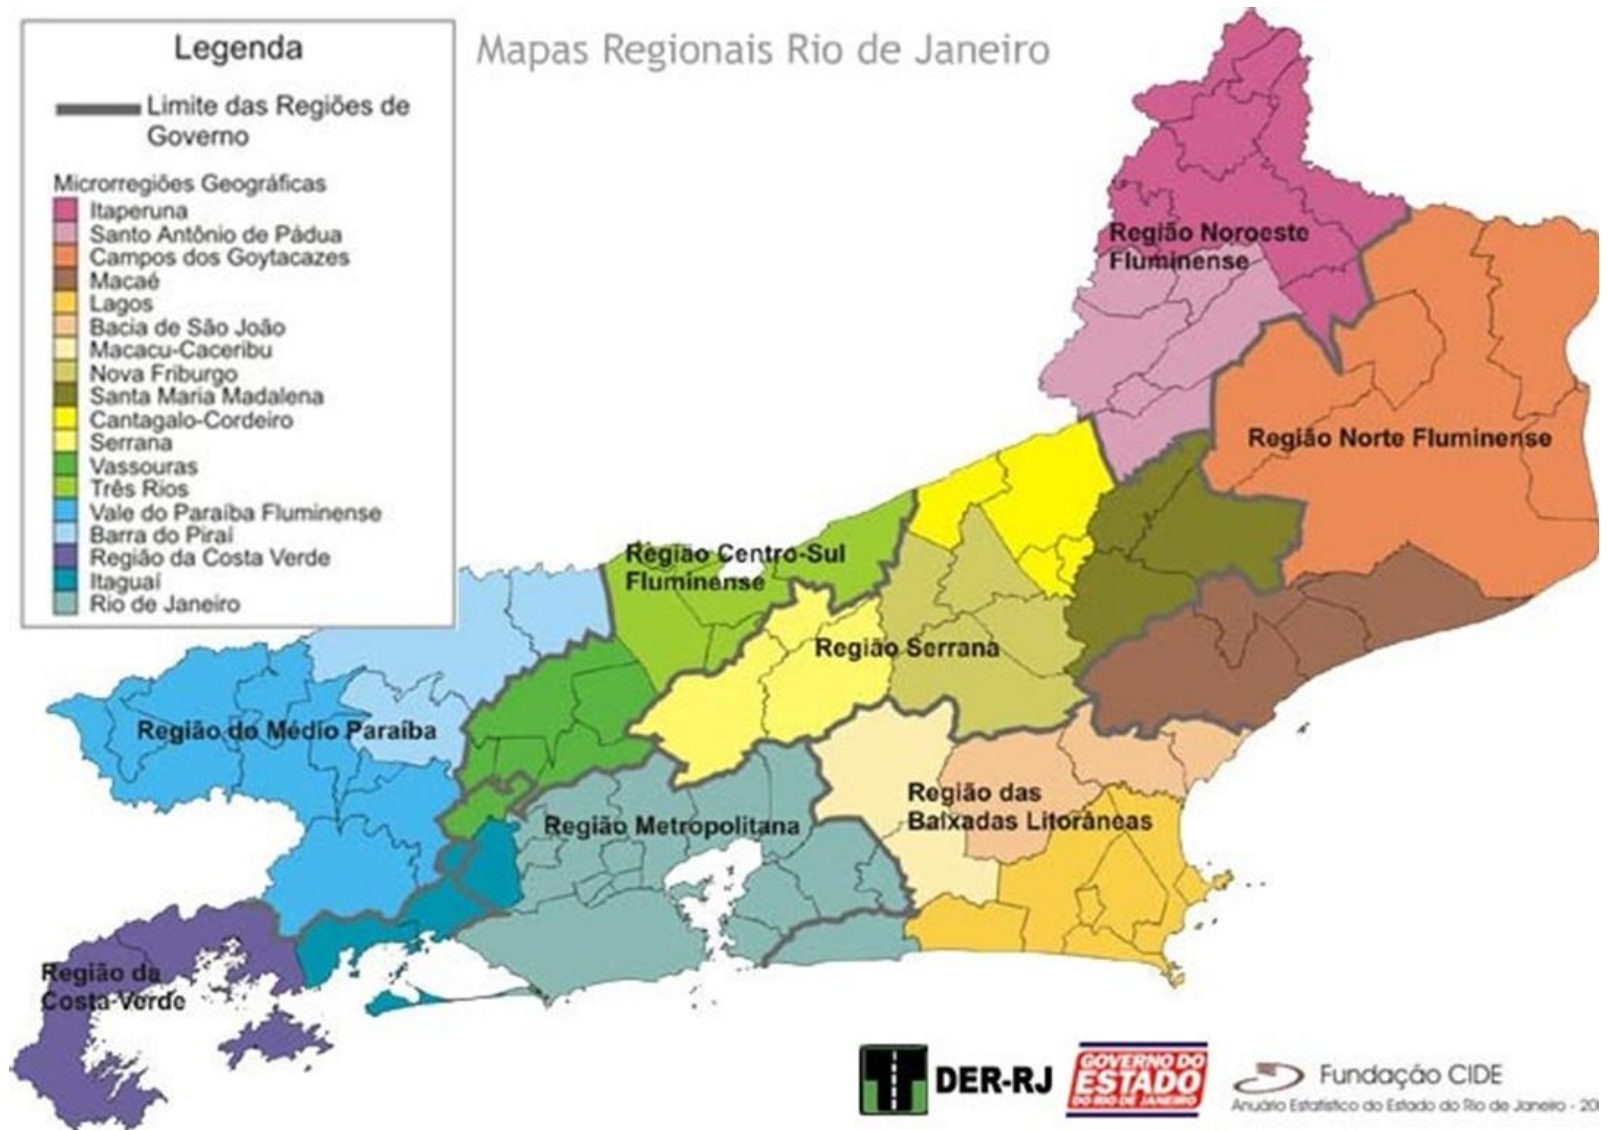 Legenda
Limite das Regiões de
Governo
Microrregiões Geográficas
Itaperuna
Santo Antônio de Pádua
Campos dos Goytacazes
Macaé
Lagos
Bacia de São João
Macacu-Caceribu
Nova Friburgo
Santa Maria Madalena
Cantagalo-Cordeiro
Serrana
Vassouras
Três Rios
Vale do Paraíba Fluminense
Barra do Piraí
Região da Costa Verde
Itaguaí
Rio de Janeiro
Mapas Regionais Rio de Janeiro
Região Noroeste
Fluminense
Região Norte Fluminense
Região Centro-Sul
Fluminense
Região Serrana
Região do Médio Paraíba
Região das
Baixadas Litorâneas
Região Metropolitana
Região da
Costa-Verde
DER-RJ
GOVERNO DO
ESTADO
DO RIO DE JANEIRO
Fundação CIDE
Anuário Estatístico do Estado do Rio de Janeiro - 20